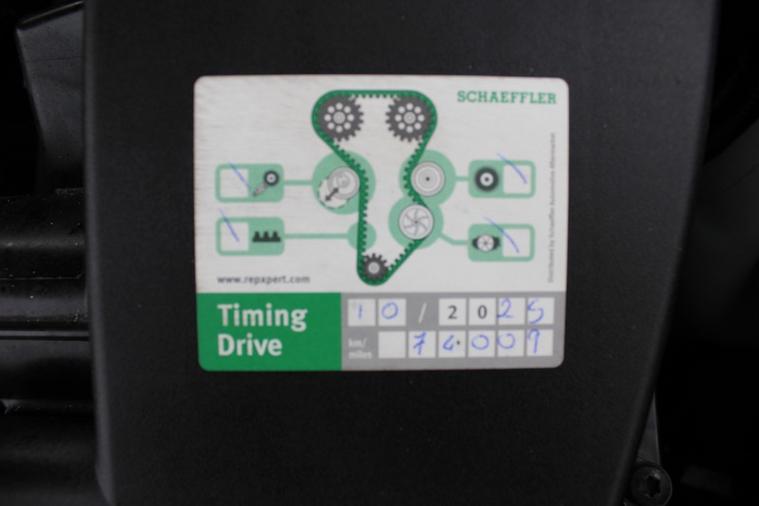 SCHAEFFLER
Distributed by Schaeffler Automotive Aftermarket
www.repxpert.com
Timing
Drive
10 / 2025
km/
miles
74.009